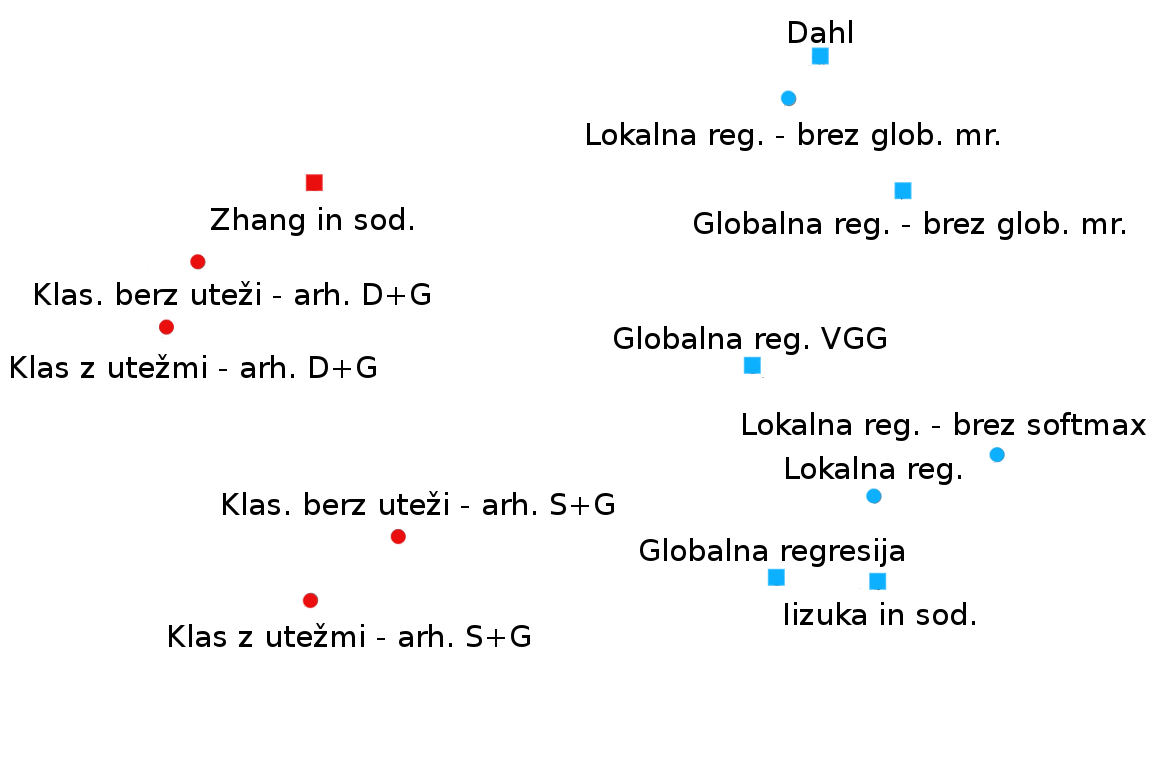 Dahl
Lokalna reg. - brez glob. mr.
Zhang in sod.
Globalna reg. - brez glob. mr.
Klas. berz uteži - arh. D+G
Globalna reg. VGG
Klas z utežmi - arh. D+G
Lokalna reg. - brez softmax
Lokalna reg.
Klas. berz uteži - arh. S+G
Globalna regresija
Iizuka in sod.
Klas z utežmi - arh. S+G